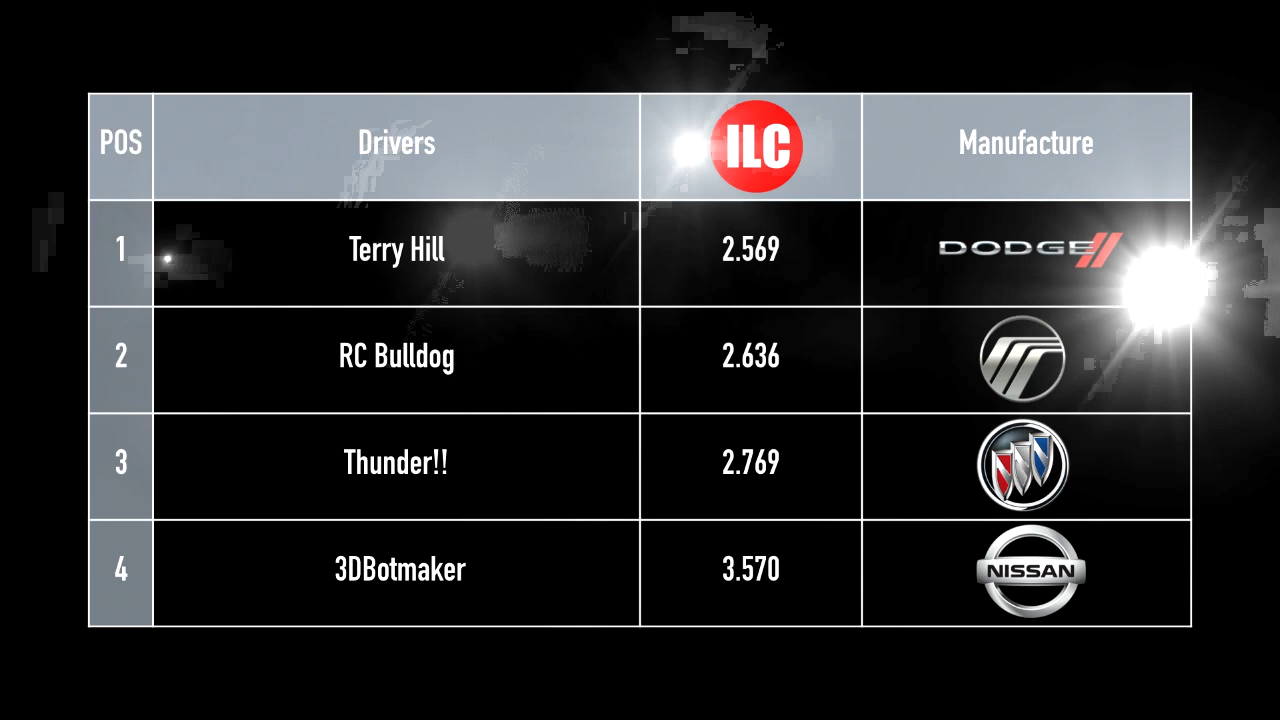 POS Drivers ILC Manufacture
1 Terry Hill 2.569 DODGE
2 RC Bulldog 2.636
3 Thunder!! 2.769
4 3DBotmaker 3.570 NISSAN